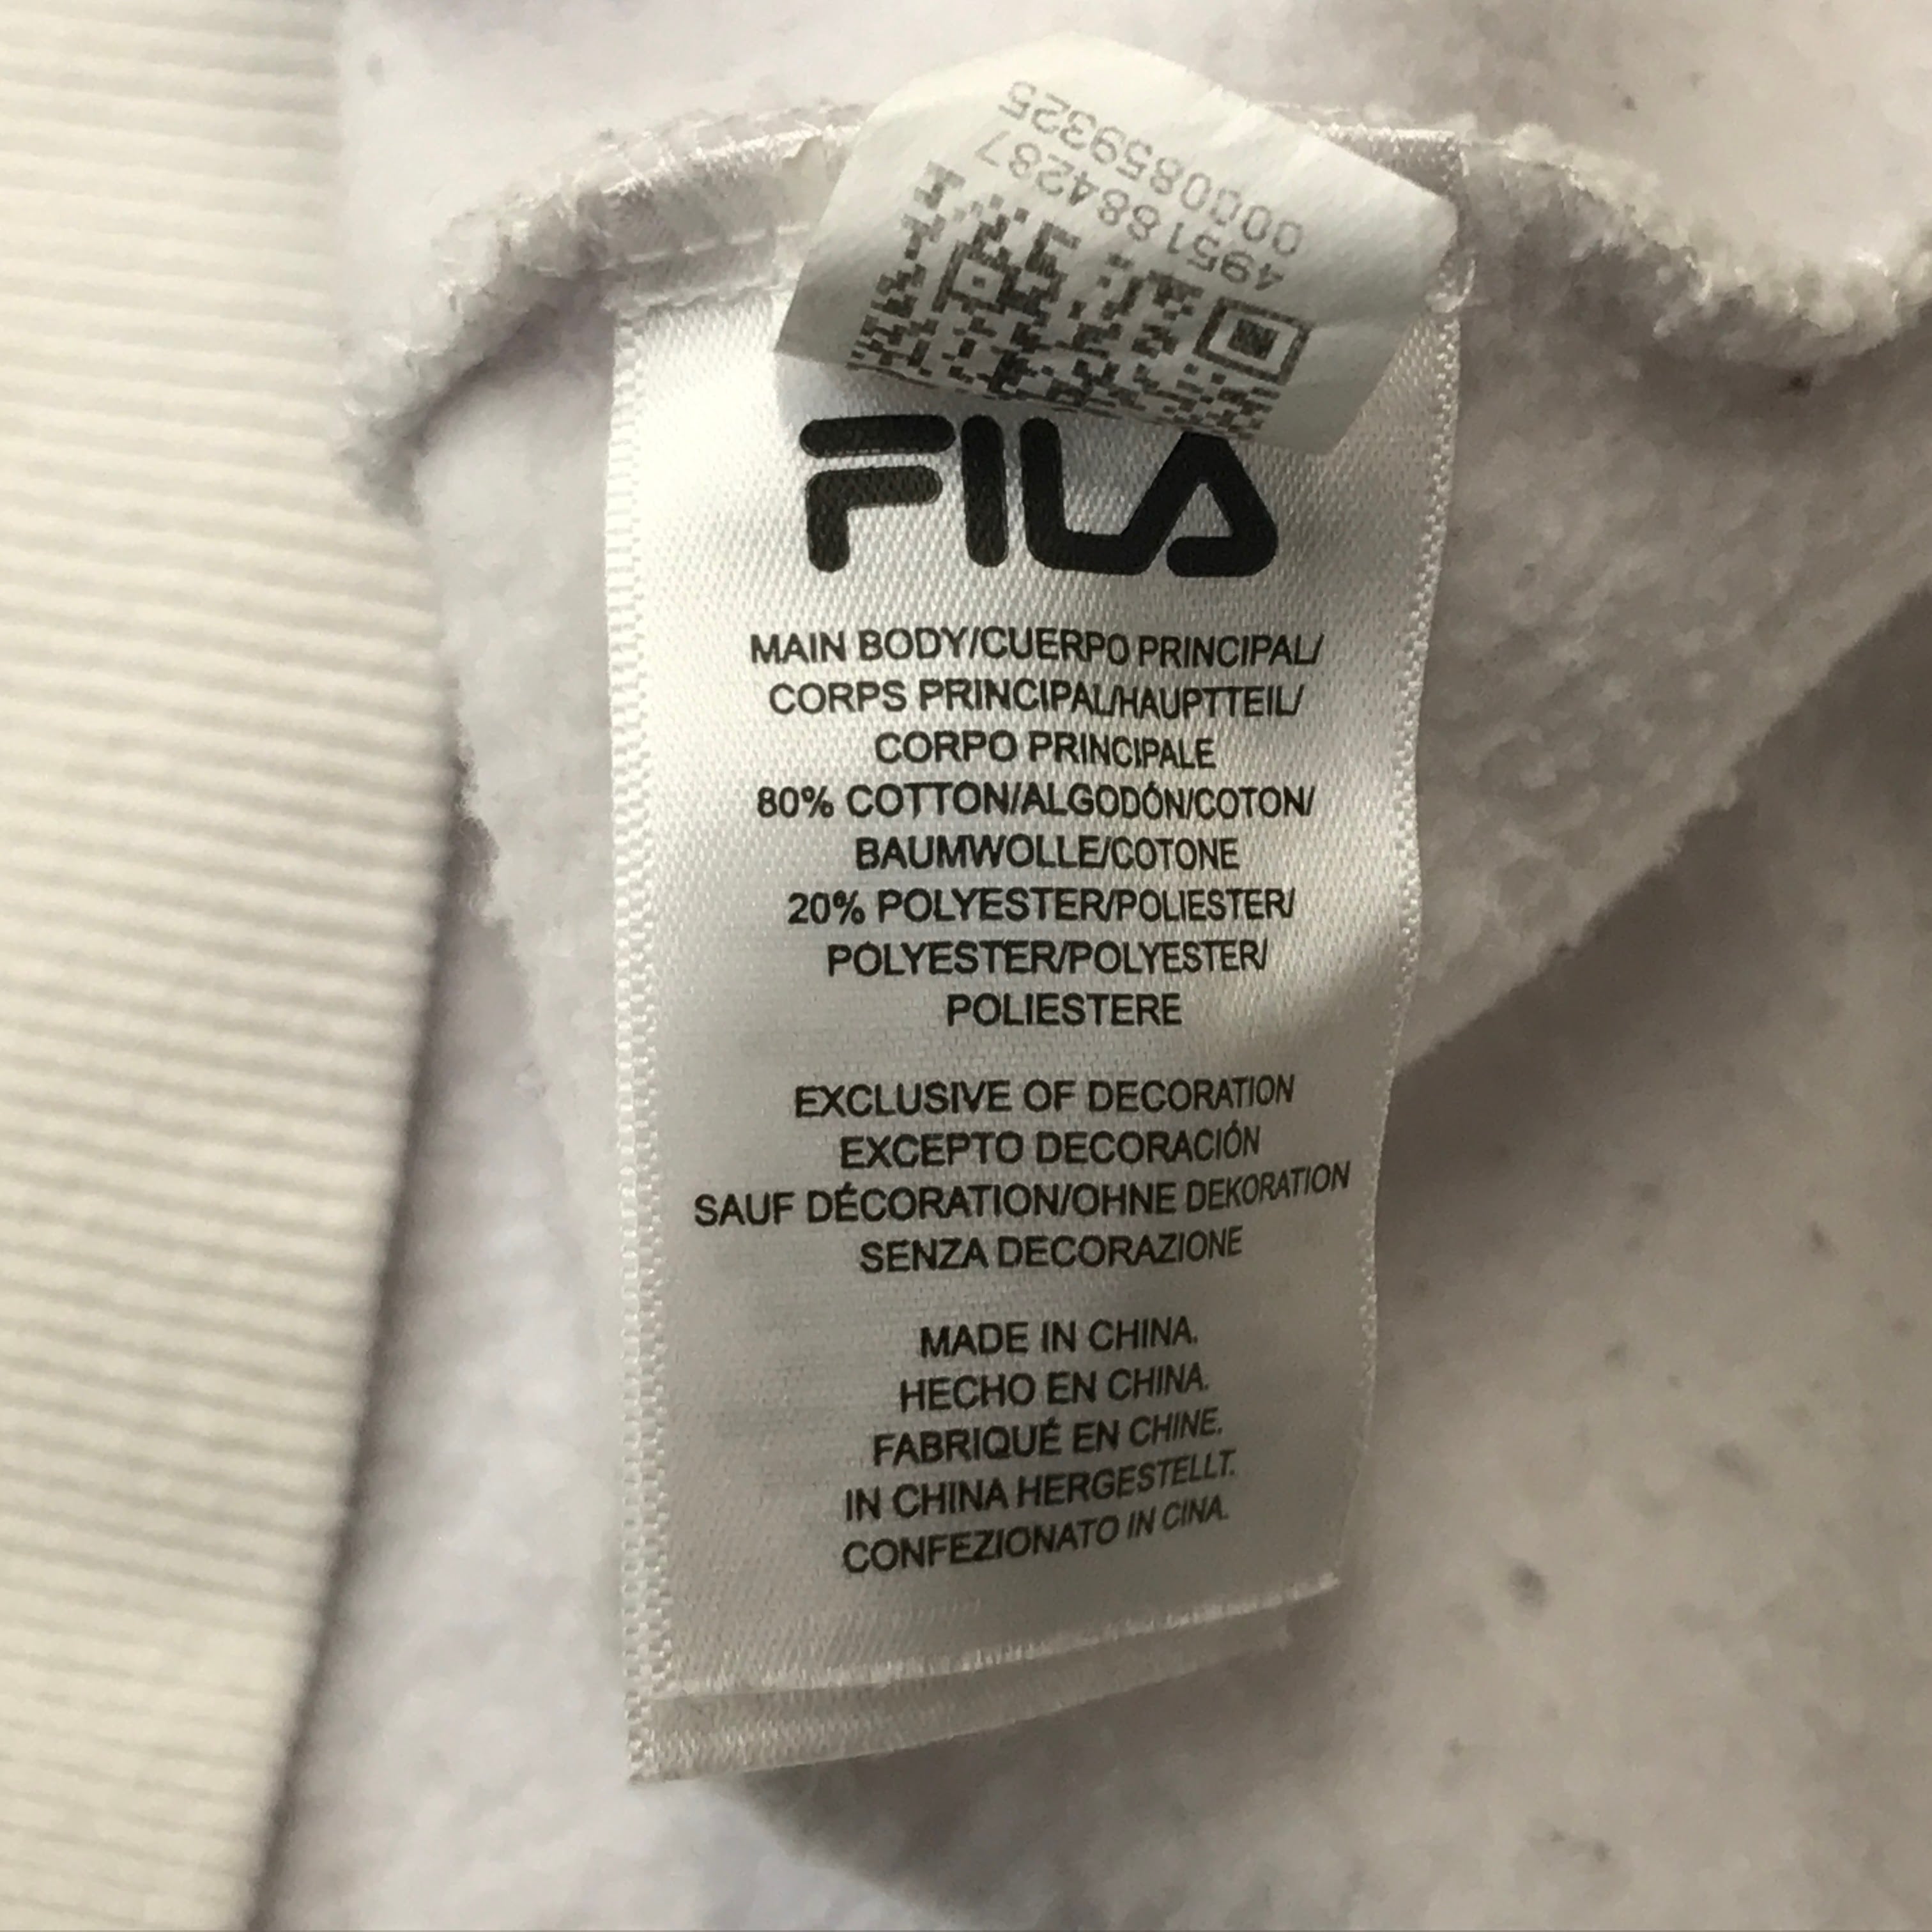 0000859325
4951884287
FILA
MAIN BODY/CUERPO PRINCIPAL/
CORPS PRINCIPAL/HAUPTTEIL/
CORPO PRINCIPALE
80% COTTON/ALGODÓN/COTON/
BAUMWOLLE/COTONE
20% POLYESTER/POLIESTER/
POLYESTER/POLYESTER/
POLIESTERE
EXCLUSIVE OF DECORATION
EXCEPTO DECORACIÓN
SAUF DÉCORATION/OHNE DEKORATION
SENZA DECORAZIONE
MADE IN CHINA.
HECHO EN CHINA.
FABRIQUÉ EN CHINE.
IN CHINA HERGESTELLT.
CONFEZIONATO IN CINA.